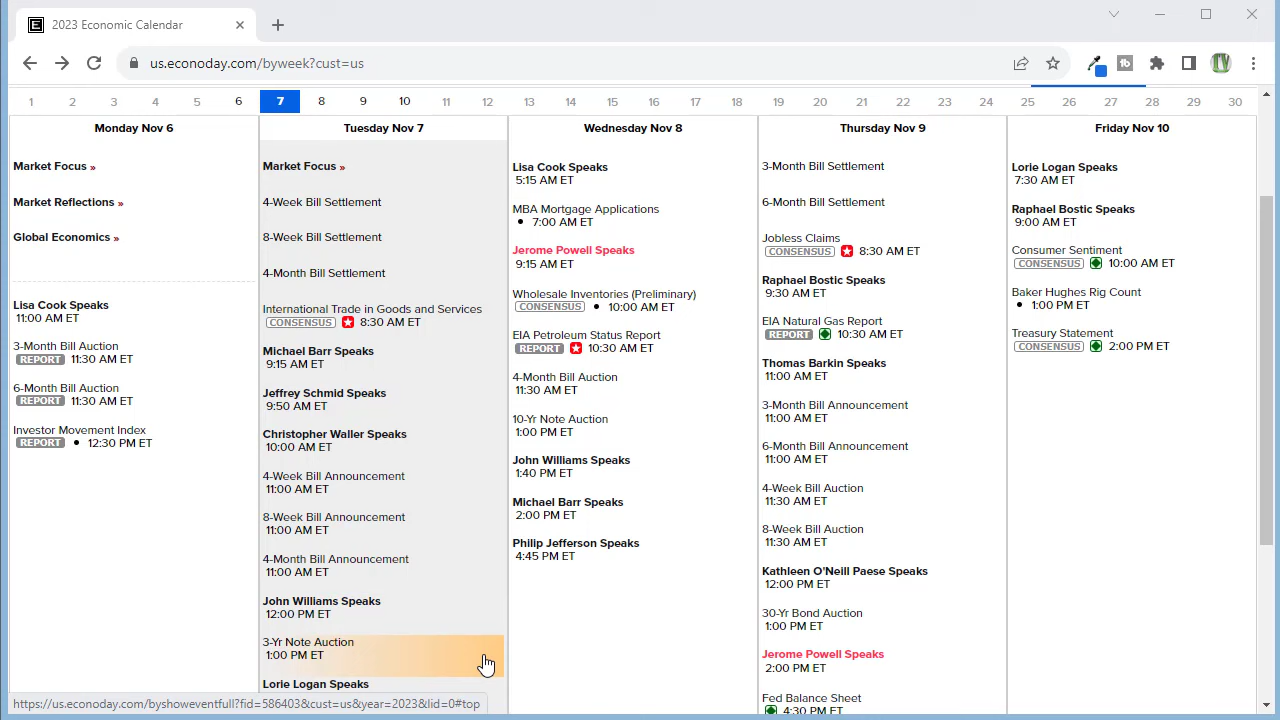 2023 Economic Calendar
us.econoday.com/byweek?cust=us
1 2 3 4 5 6 7 8 9 10 11 12 13 14 15 16 17 18 19 20 21 22 23 24 25 26 27 28 29 30
Monday Nov 6
Market Focus »
Market Reflections »
Global Economics »
Lisa Cook Speaks
11:00 AM ET
3-Month Bill Auction
REPORT 11:30 AM ET
6-Month Bill Auction
REPORT 11:30 AM ET
Investor Movement Index
REPORT • 12:30 PM ET
Tuesday Nov 7
Market Focus »
4-Week Bill Settlement
8-Week Bill Settlement
4-Month Bill Settlement
International Trade in Goods and Services
CONSENSUS 8:30 AM ET
Michael Barr Speaks
9:15 AM ET
Jeffrey Schmid Speaks
9:50 AM ET
Christopher Waller Speaks
10:00 AM ET
4-Week Bill Announcement
11:00 AM ET
8-Week Bill Announcement
11:00 AM ET
4-Month Bill Announcement
11:00 AM ET
John Williams Speaks
12:00 PM ET
3-Yr Note Auction
1:00 PM ET
Lorie Logan Speaks
Wednesday Nov 8
Lisa Cook Speaks
5:15 AM ET
MBA Mortgage Applications
• 7:00 AM ET
Jerome Powell Speaks
9:15 AM ET
Wholesale Inventories (Preliminary)
CONSENSUS • 10:00 AM ET
EIA Petroleum Status Report
REPORT 10:30 AM ET
4-Month Bill Auction
11:30 AM ET
10-Yr Note Auction
1:00 PM ET
John Williams Speaks
1:40 PM ET
Michael Barr Speaks
2:00 PM ET
Philip Jefferson Speaks
4:45 PM ET
Thursday Nov 9
3-Month Bill Settlement
6-Month Bill Settlement
Jobless Claims
CONSENSUS 8:30 AM ET
Raphael Bostic Speaks
9:30 AM ET
EIA Natural Gas Report
REPORT 10:30 AM ET
Thomas Barkin Speaks
11:00 AM ET
3-Month Bill Announcement
11:00 AM ET
6-Month Bill Announcement
11:00 AM ET
4-Week Bill Auction
11:30 AM ET
8-Week Bill Auction
11:30 AM ET
Kathleen O'Neill Paese Speaks
12:00 PM ET
30-Yr Bond Auction
1:00 PM ET
Jerome Powell Speaks
2:00 PM ET
Fed Balance Sheet
4:30 PM ET
Friday Nov 10
Lorie Logan Speaks
7:30 AM ET
Raphael Bostic Speaks
9:00 AM ET
Consumer Sentiment
CONSENSUS 10:00 AM ET
Baker Hughes Rig Count
• 1:00 PM ET
Treasury Statement
CONSENSUS 2:00 PM ET
https://us.econoday.com/byshoweventfull?fid=586403&cust=us&year=2023&lid=0#top